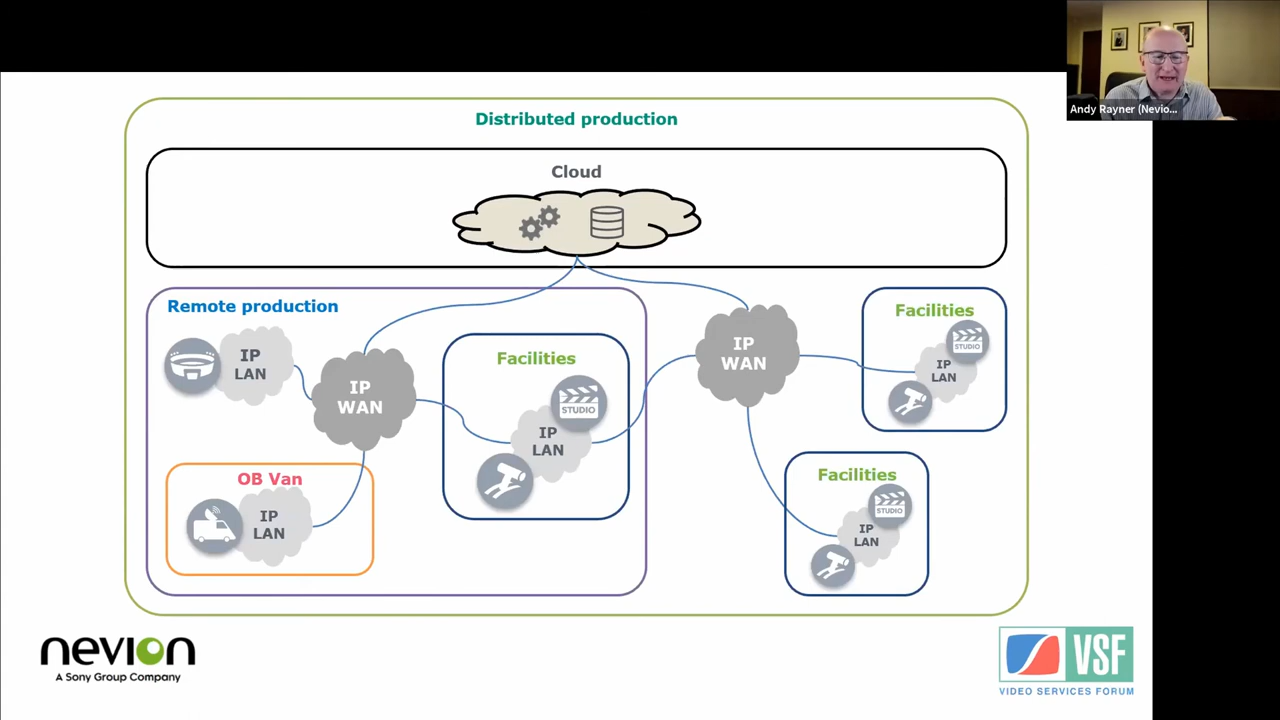 Andy Rayner (Nevio...
Distributed production
Cloud
Remote production
IP
LAN
IP
WAN
OB Van
IP
LAN
Facilities
STUDIO
IP
LAN
IP
WAN
Facilities
STUDIO
IP
LAN
Facilities
STUDIO
IP
LAN
nevion
A Sony Group Company
VSF
VIDEO SERVICES FORUM